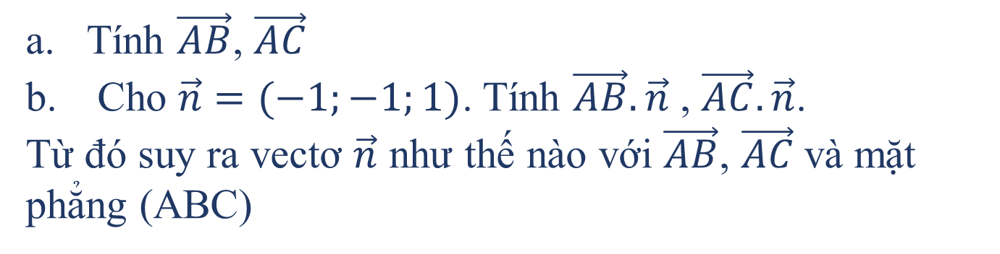 a. Tính $\overrightarrow{AB}, \overrightarrow{AC}$
b. Cho $\vec{n} = (-1; -1; 1)$. Tính $\overrightarrow{AB}.\vec{n}, \overrightarrow{AC}.\vec{n}$.
Từ đó suy ra vectơ $\vec{n}$ như thế nào với $\overrightarrow{AB}, \overrightarrow{AC}$ và mặt
phẳng (ABC)